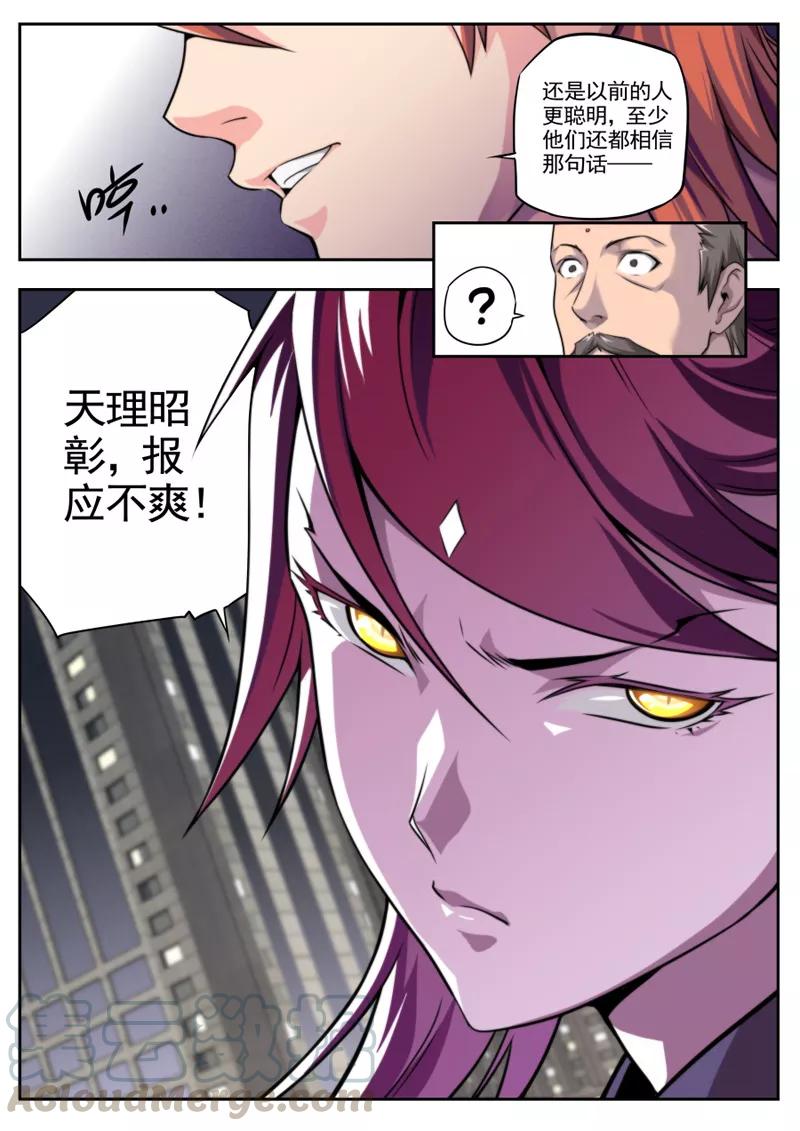 还是以前的人
更聪明，至少
他们还都相信
那句话——
哼..
?
天理昭
彰，报
应不爽！
集云数据
AcloudMerge.com